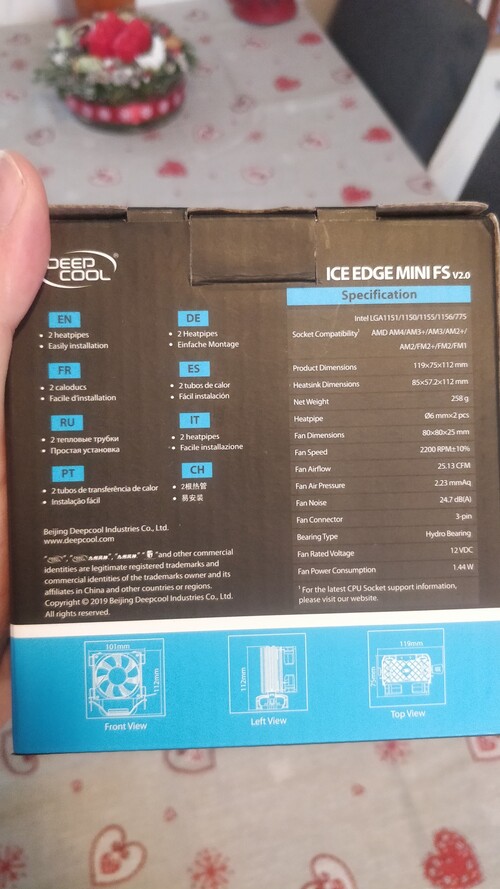 DEEP
COOL®
ICE EDGE MINI FS V2.0
EN
• 2 heatpipes
• Easily installation
DE
• 2 Heatpipes
• Einfache Montage
FR
• 2 caloducs
• Facile d'installation
ES
• 2 tubos de calor
• Fácil instalación
RU
• 2 тепловые трубки
• Простая установка
IT
• 2 heatpipes
• Facile installazione
PT
• 2 tubos de transferência de calor
• Instalação fácil
CH
• 2根热管
• 易安装
Beijing Deepcool Industries Co., Ltd.
www.deepcool.com
"and other commercial
identities are legitimate registered trademarks and
commercial identities of the trademarks owner and its
affiliates in China and other countries or regions.
Copyright © 2019 Beijing Deepcool Industries Co., Ltd.
All rights reserved.
Specification
Intel LGA1151/1150/1155/1156/775
Socket Compatibility¹ AMD AM4/AM3+/AM3/AM2+/
AM2/FM2+/FM2/FM1
Product Dimensions 119×75×112 mm
Heatsink Dimensions 85×57.2×112 mm
Net Weight 258 g
Heatpipe Ø6 mm×2 pcs
Fan Dimensions 80×80×25 mm
Fan Speed 2200 RPM±10%
Fan Airflow 25.13 CFM
Fan Air Pressure 2.23 mmAq
Fan Noise 24.7 dB(A)
Fan Connector 3-pin
Bearing Type Hydro Bearing
Fan Rated Voltage 12 VDC
Fan Power Consumption 1.44 W
¹ For the latest CPU Socket support information,
please visit our website.
101mm
112mm
Front View
112mm
Left View
119mm
75mm
Top View